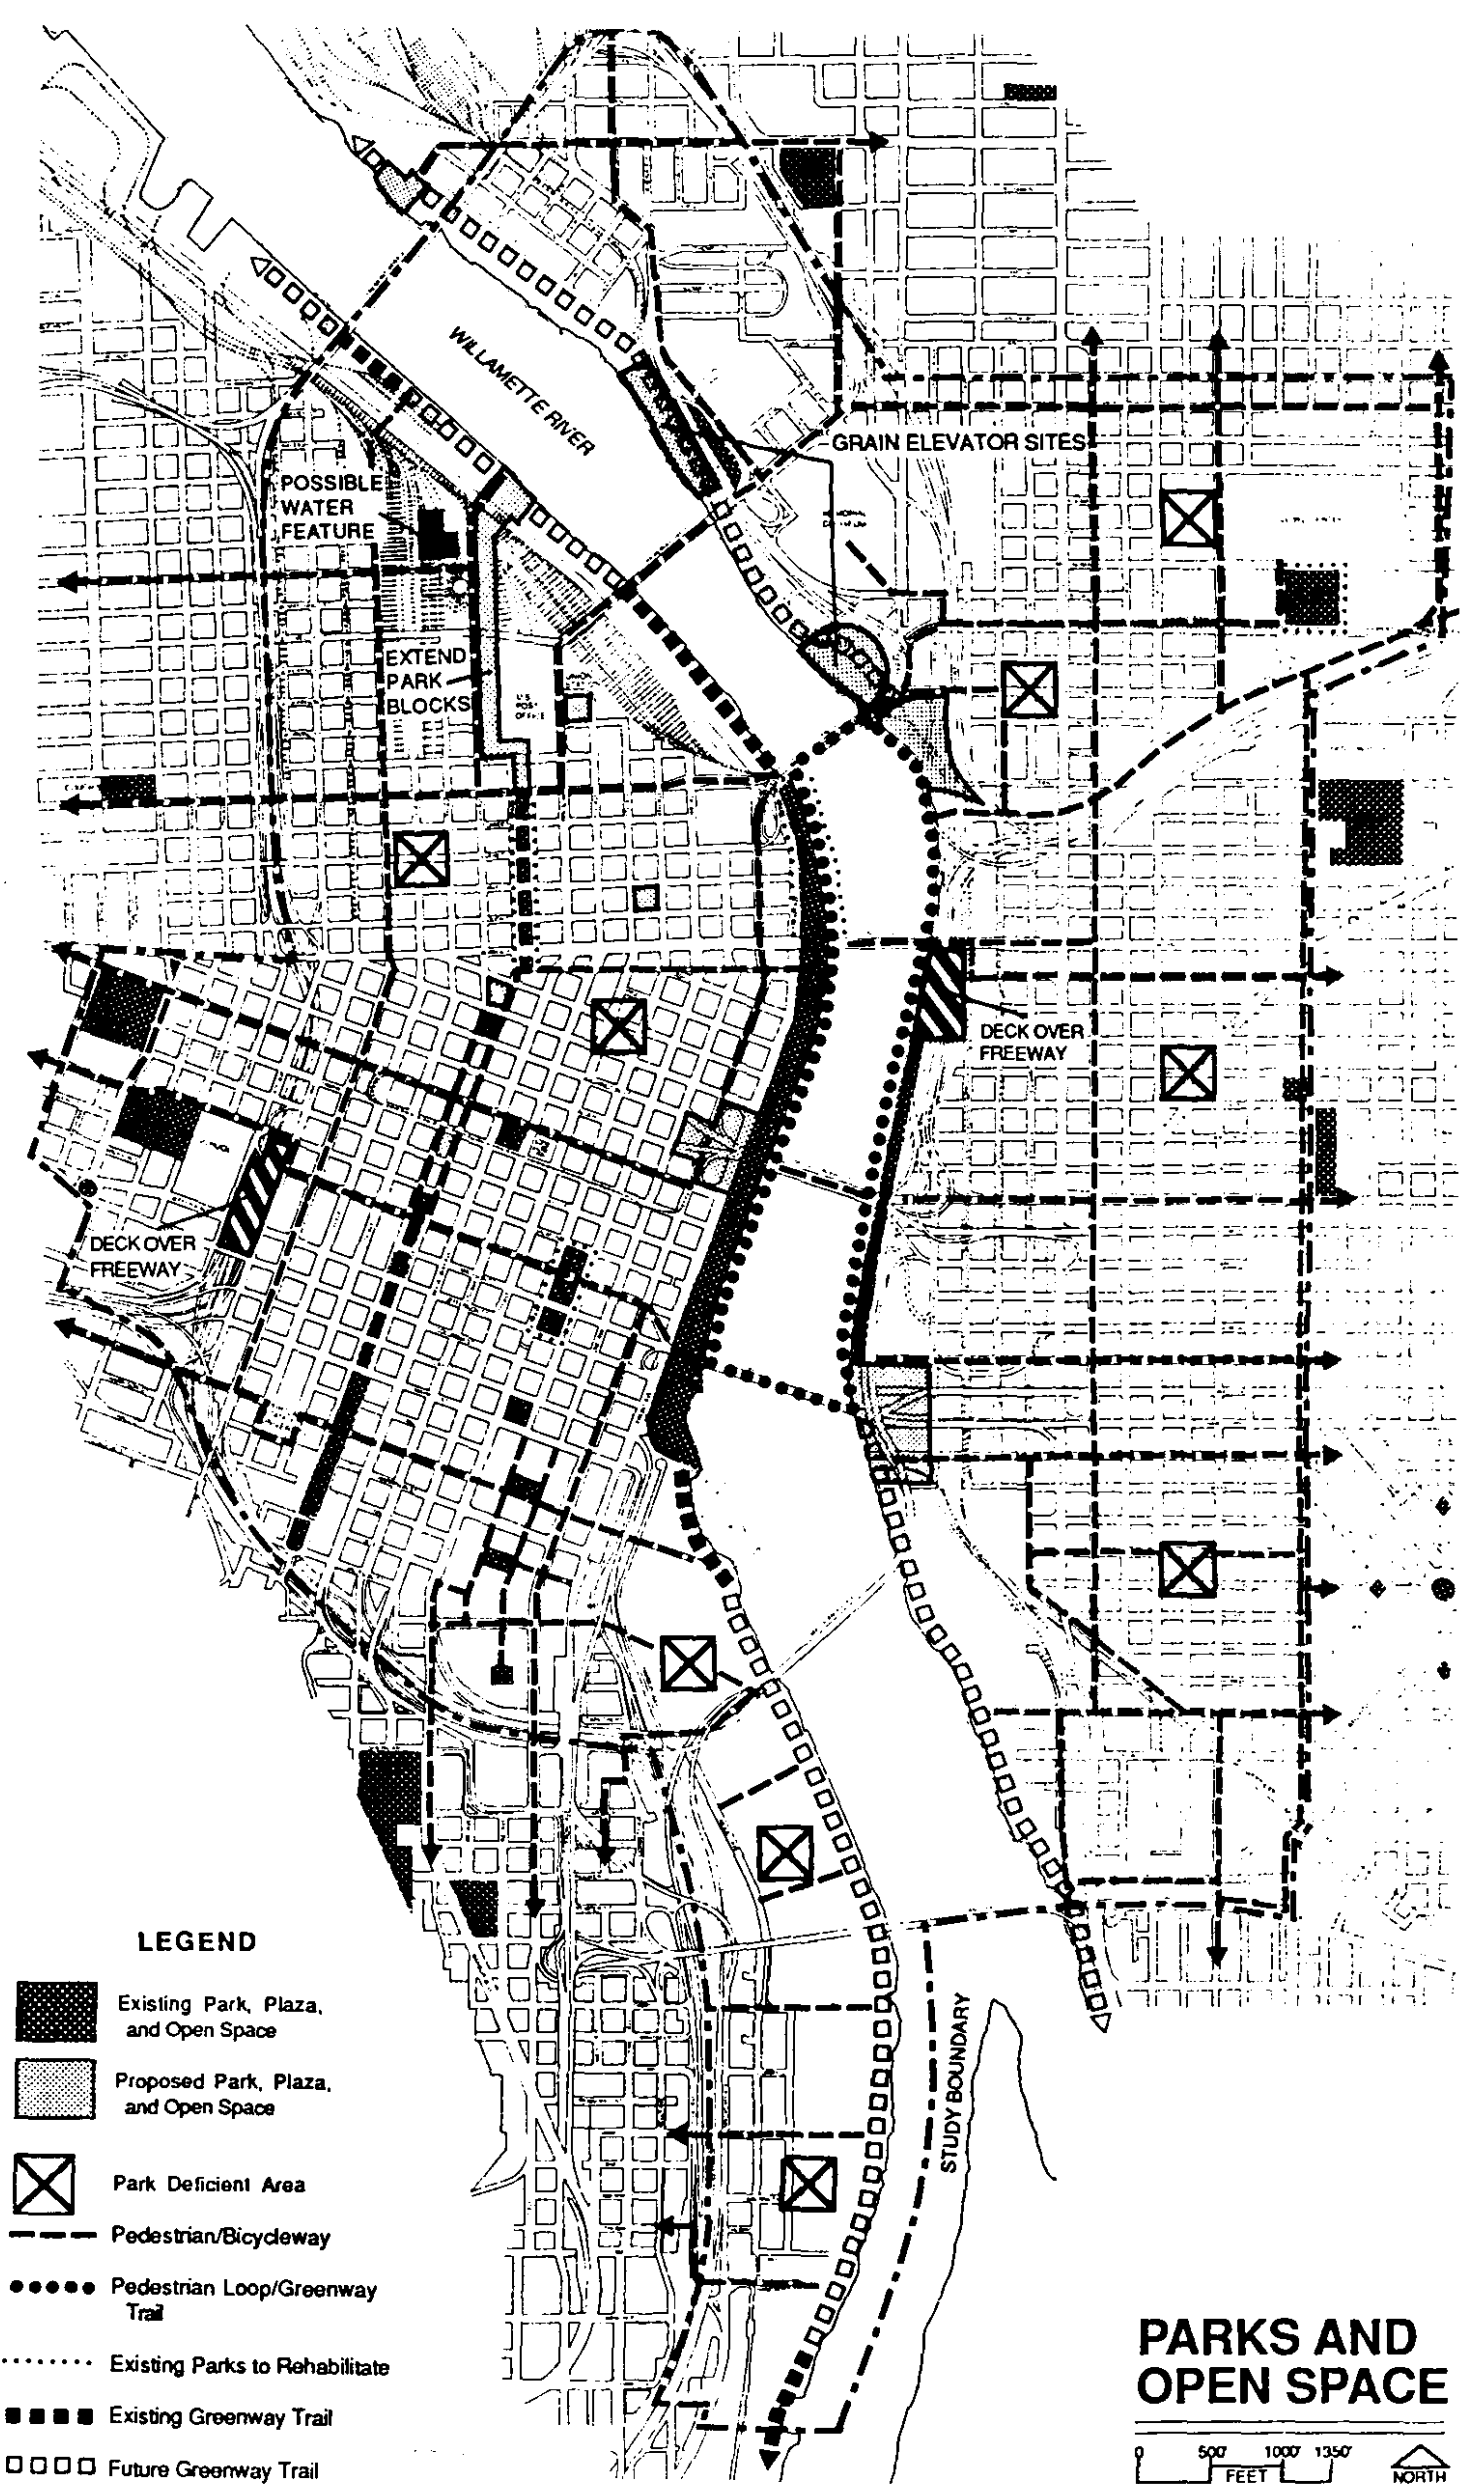 WILLAMETTE RIVER
GRAIN ELEVATOR SITES
POSSIBLE
WATER
FEATURE
EXTEND
PARK
BLOCKS
U S
POST
OFFICE
DECK OVER
FREEWAY
DECK OVER
FREEWAY
STUDY BOUNDARY
LEGEND
Existing Park, Plaza,
and Open Space
Proposed Park, Plaza,
and Open Space
Park Deficient Area
Pedestrian/Bicycleway
Pedestrian Loop/Greenway
Trail
Existing Parks to Rehabilitate
Existing Greenway Trail
Future Greenway Trail
PARKS AND
OPEN SPACE
0 500' 1000' 1350'
FEET
NORTH